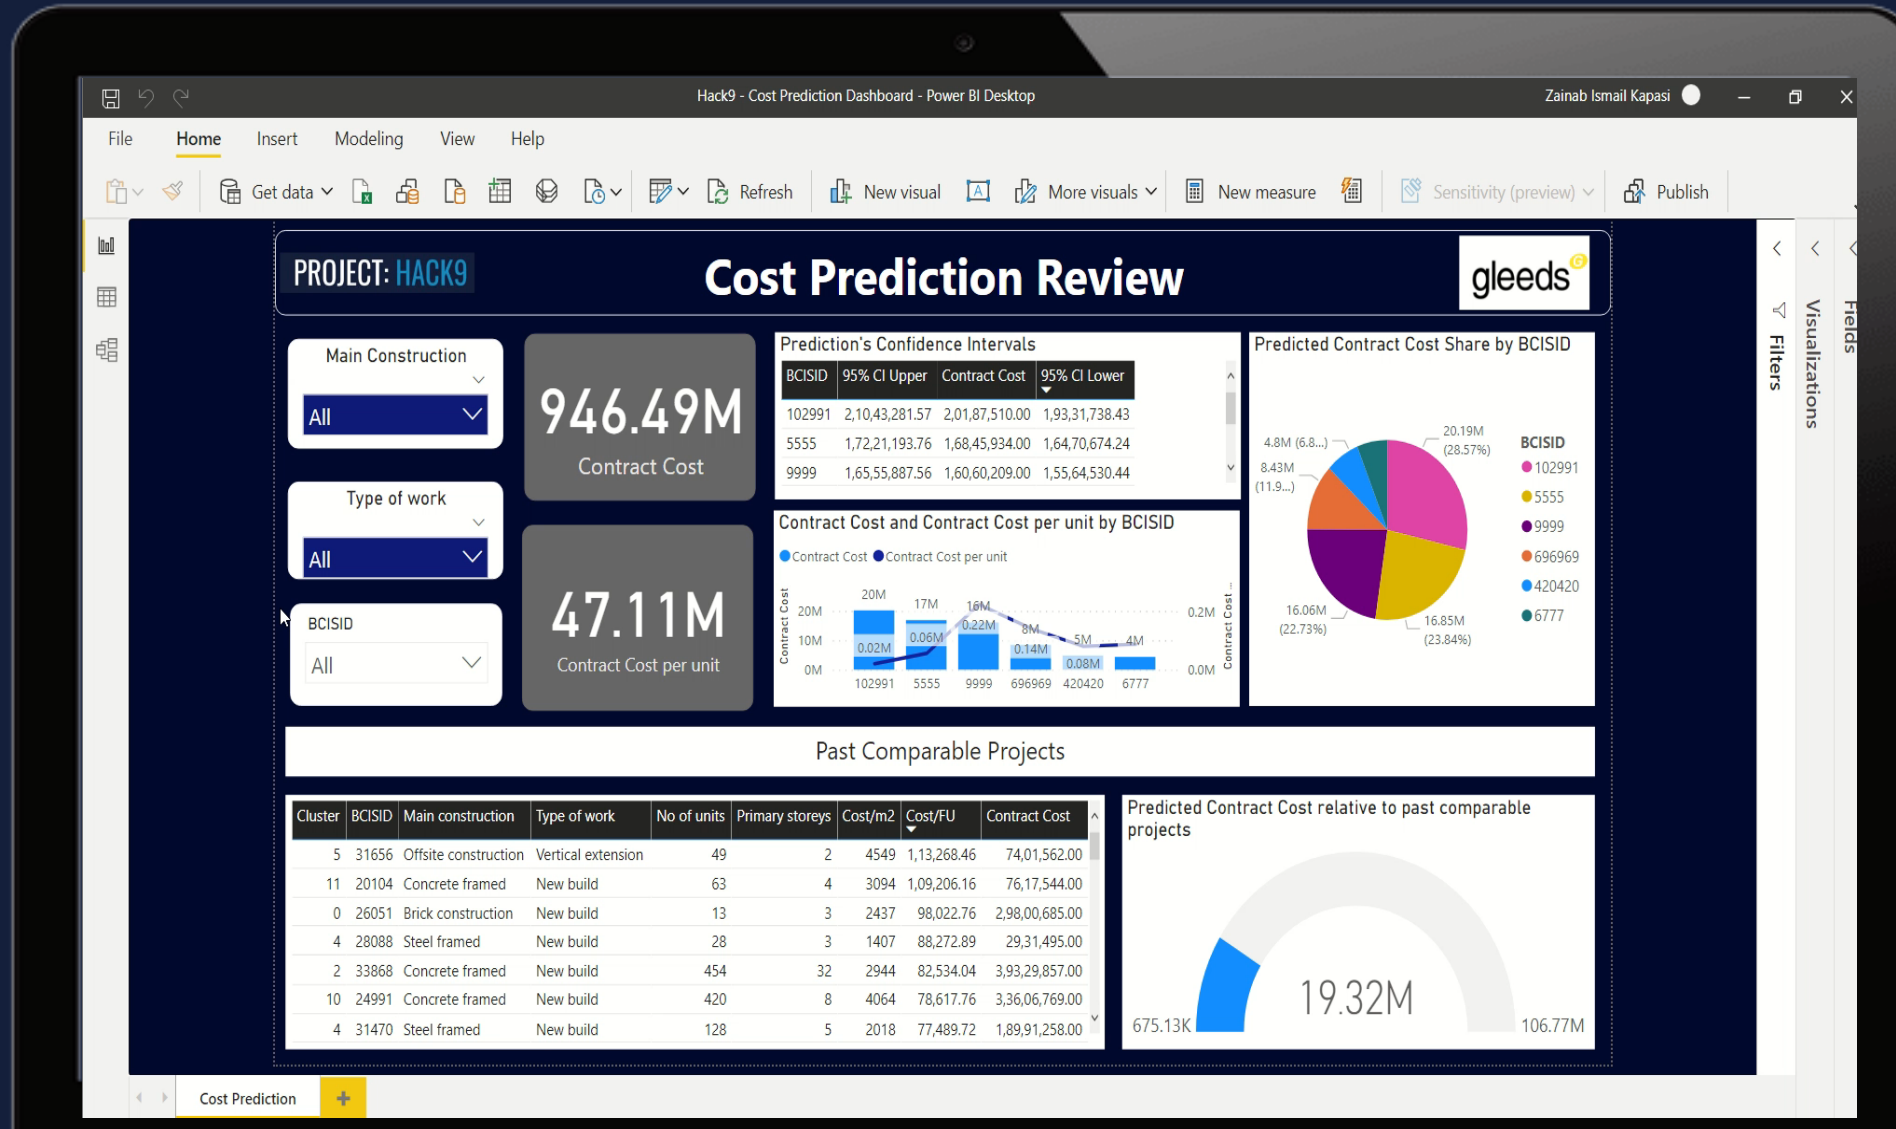 Hack9 - Cost Prediction Dashboard - Power BI Desktop
Zainab Ismail Kapasi
File Home Insert Modeling View Help
Get data Refresh New visual More visuals New measure Sensitivity (preview) Publish
PROJECT: HACK9
Cost Prediction Review
gleeds G
Filters
Visualizations
Fields
Main Construction
All
Type of work
All
BCISID
All
946.49M
Contract Cost
47.11M
Contract Cost per unit
Prediction's Confidence Intervals
BCISID 95% CI Upper Contract Cost 95% CI Lower
102991 2,10,43,281.57 2,01,87,510.00 1,93,31,738.43
5555 1,72,21,193.76 1,68,45,934.00 1,64,70,674.24
9999 1,65,55,887.56 1,60,60,209.00 1,55,64,530.44
Contract Cost and Contract Cost per unit by BCISID
Contract Cost Contract Cost per unit
Contract Cost
20M
10M
0M
20M 17M 16M 8M 5M 4M
0.02M 0.06M 0.22M 0.14M 0.08M
0.2M
0.0M
Contract Cost ...
102991 5555 9999 696969 420420 6777
Predicted Contract Cost Share by BCISID
20.19M
(28.57%)
16.85M
(23.84%)
16.06M
(22.73%)
8.43M
(11.9...)
4.8M (6.8...)
BCISID
102991
5555
9999
696969
420420
6777
Past Comparable Projects
Cluster BCISID Main construction Type of work No of units Primary storeys Cost/m2 Cost/FU Contract Cost
5 31656 Offsite construction Vertical extension 49 2 4549 1,13,268.46 74,01,562.00
11 20104 Concrete framed New build 63 4 3094 1,09,206.16 76,17,544.00
0 26051 Brick construction New build 13 3 2437 98,022.76 2,98,00,685.00
4 28088 Steel framed New build 28 3 1407 88,272.89 29,31,495.00
2 33868 Concrete framed New build 454 32 2944 82,534.04 3,93,29,857.00
10 24991 Concrete framed New build 420 8 4064 78,617.76 3,36,06,769.00
4 31470 Steel framed New build 128 5 2018 77,489.72 1,89,91,258.00
Predicted Contract Cost relative to past comparable
projects
19.32M
675.13K
106.77M
Cost Prediction